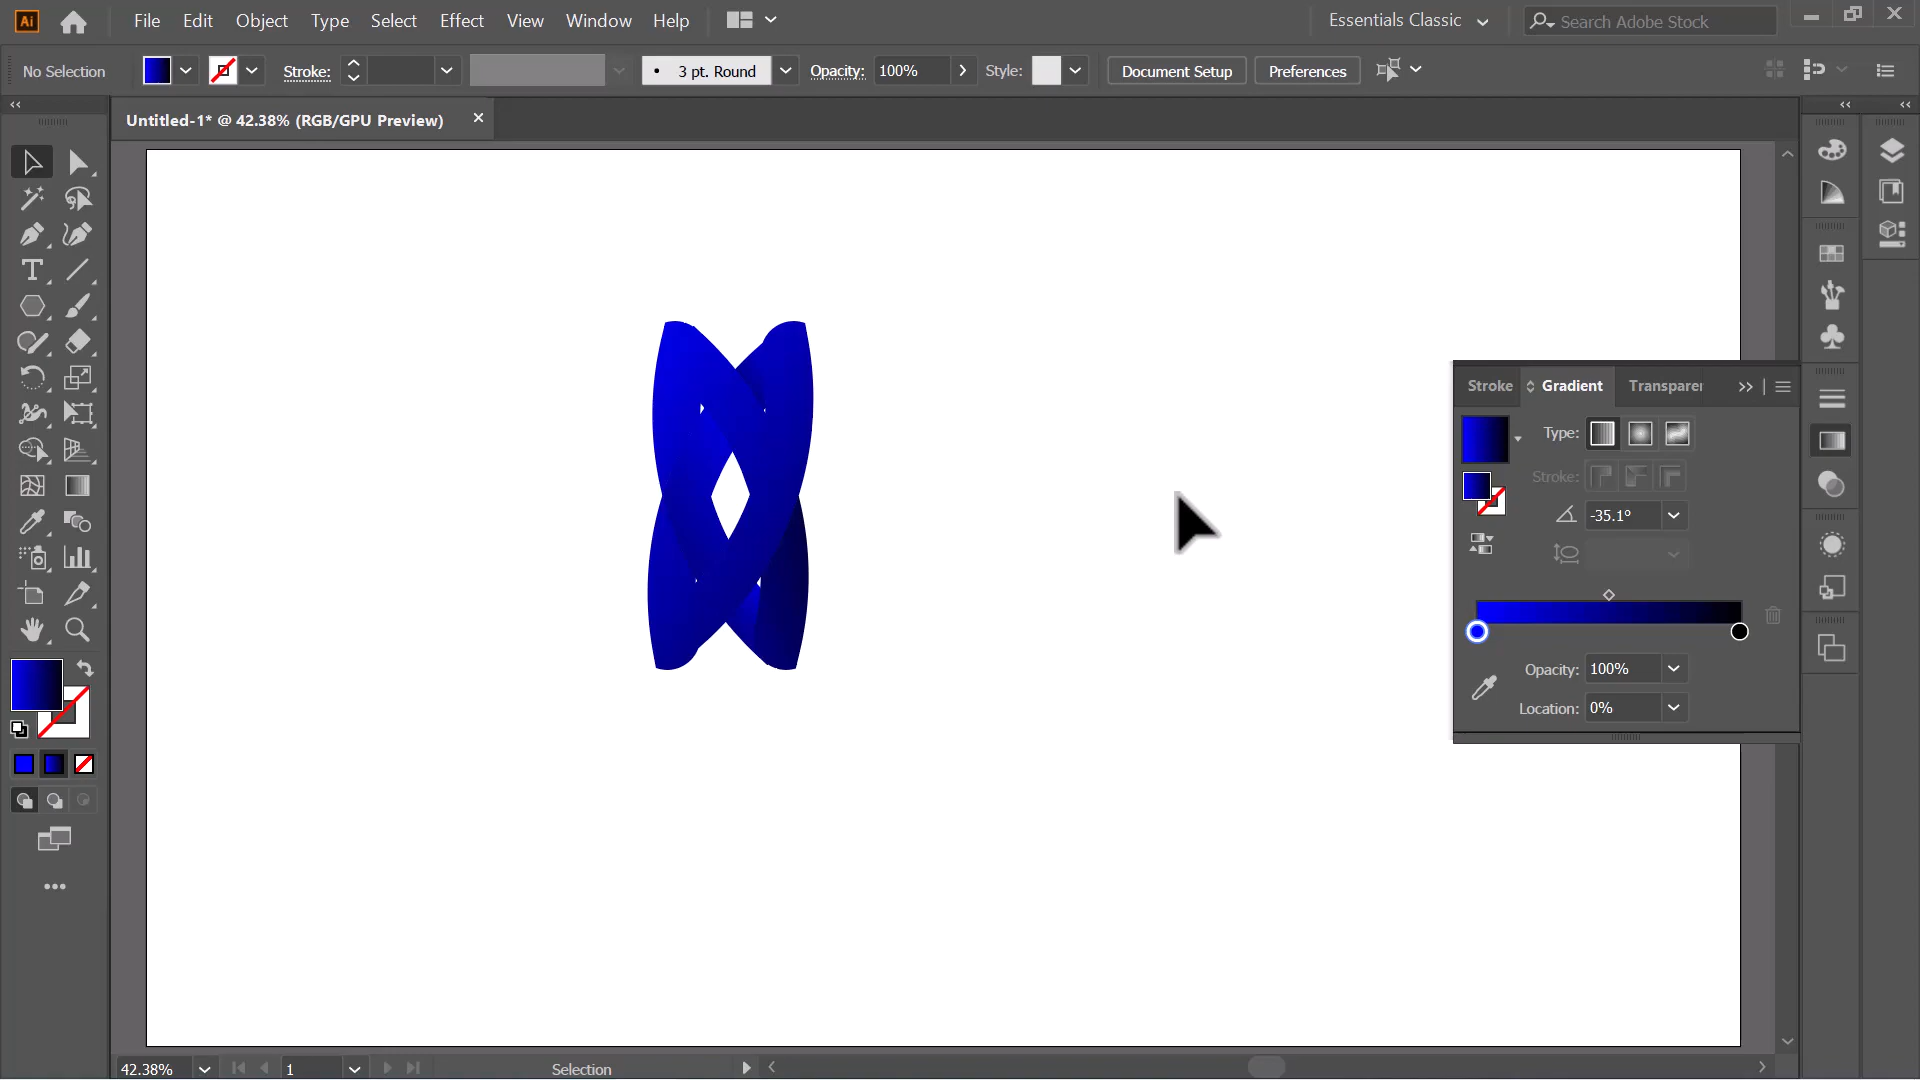 Ai File Edit Object Type Select Effect View Window Help Essentials Classic Search Adobe Stock
No Selection Stroke: 3 pt. Round Opacity: 100% Style: Document Setup Preferences
Untitled-1* @ 42.38% (RGB/GPU Preview)
Stroke Gradient Transparer
Type:
Stroke:
-35.1°
Opacity: 100%
Location: 0%
42.38% 1 Selection